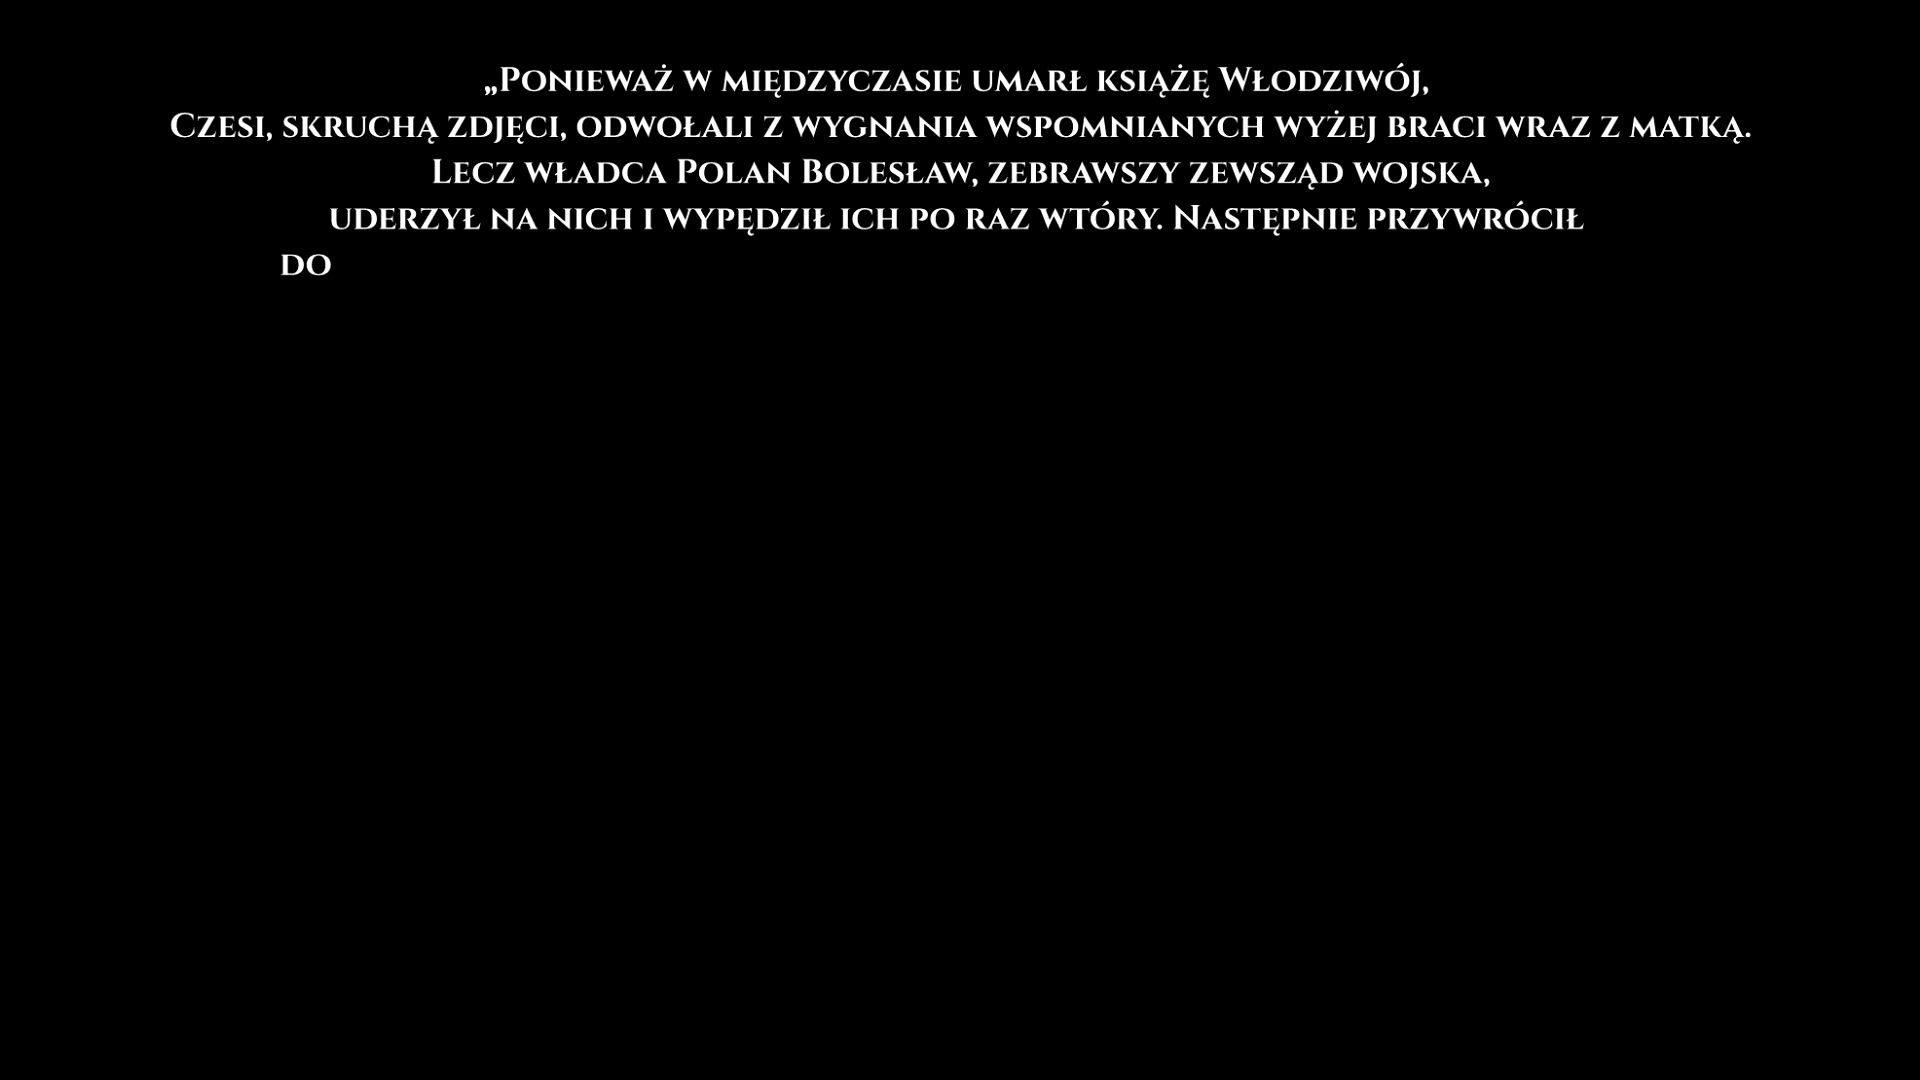 „Ponieważ w międzyczasie umarł książę Włodziwój,
Czesi, skruchą zdjęci, odwołali z wygnania wspomnianych wyżej braci wraz z matką.
Lecz władca Polan Bolesław, zebrawszy zewsząd wojska,
uderzył na nich i wypędził ich po raz wtóry. Następnie przywrócił
do